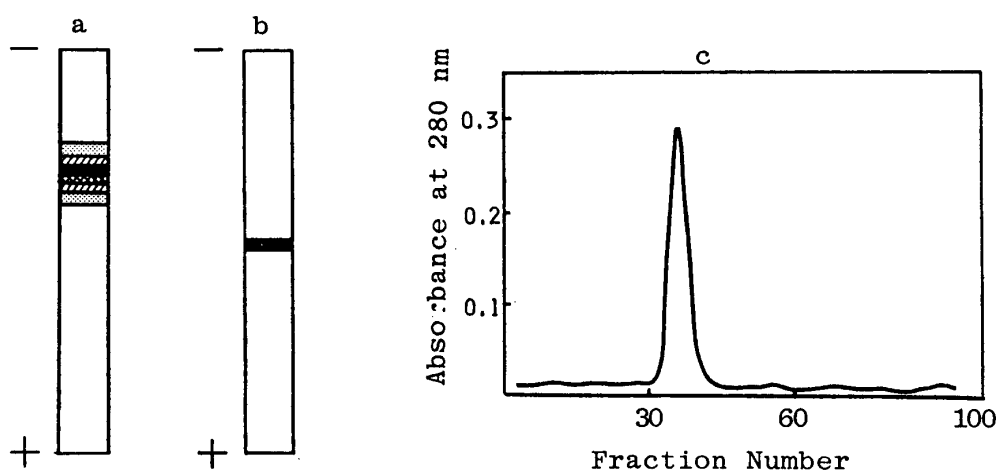 a
b
c
−
−
+
+
Absorbance at 280 nm
0.3
0.2
0.1
30
60
100
Fraction Number